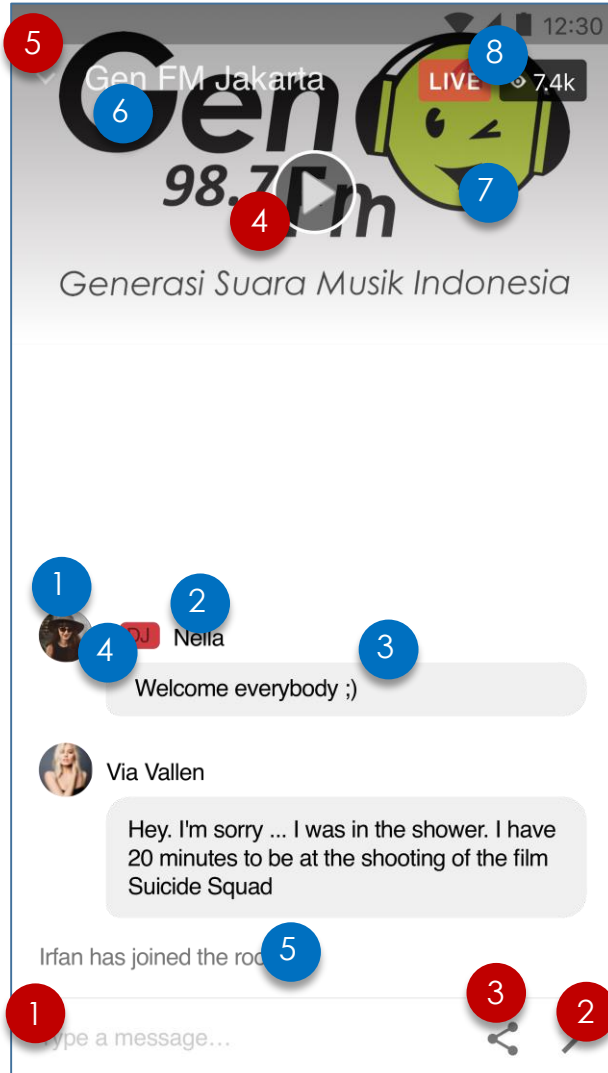 12:30
5
8
Gen FM Jakarta
LIVE
7.4k
6
Gen
7
98.7 Fm
4
Generasi Suara Musik Indonesia
1
2
DJ Nella
4
3
Welcome everybody ;)
Via Vallen
Hey. I'm sorry ... I was in the shower. I have
20 minutes to be at the shooting of the film
Suicide Squad
Irfan has joined the
5
3
1
2
a message...